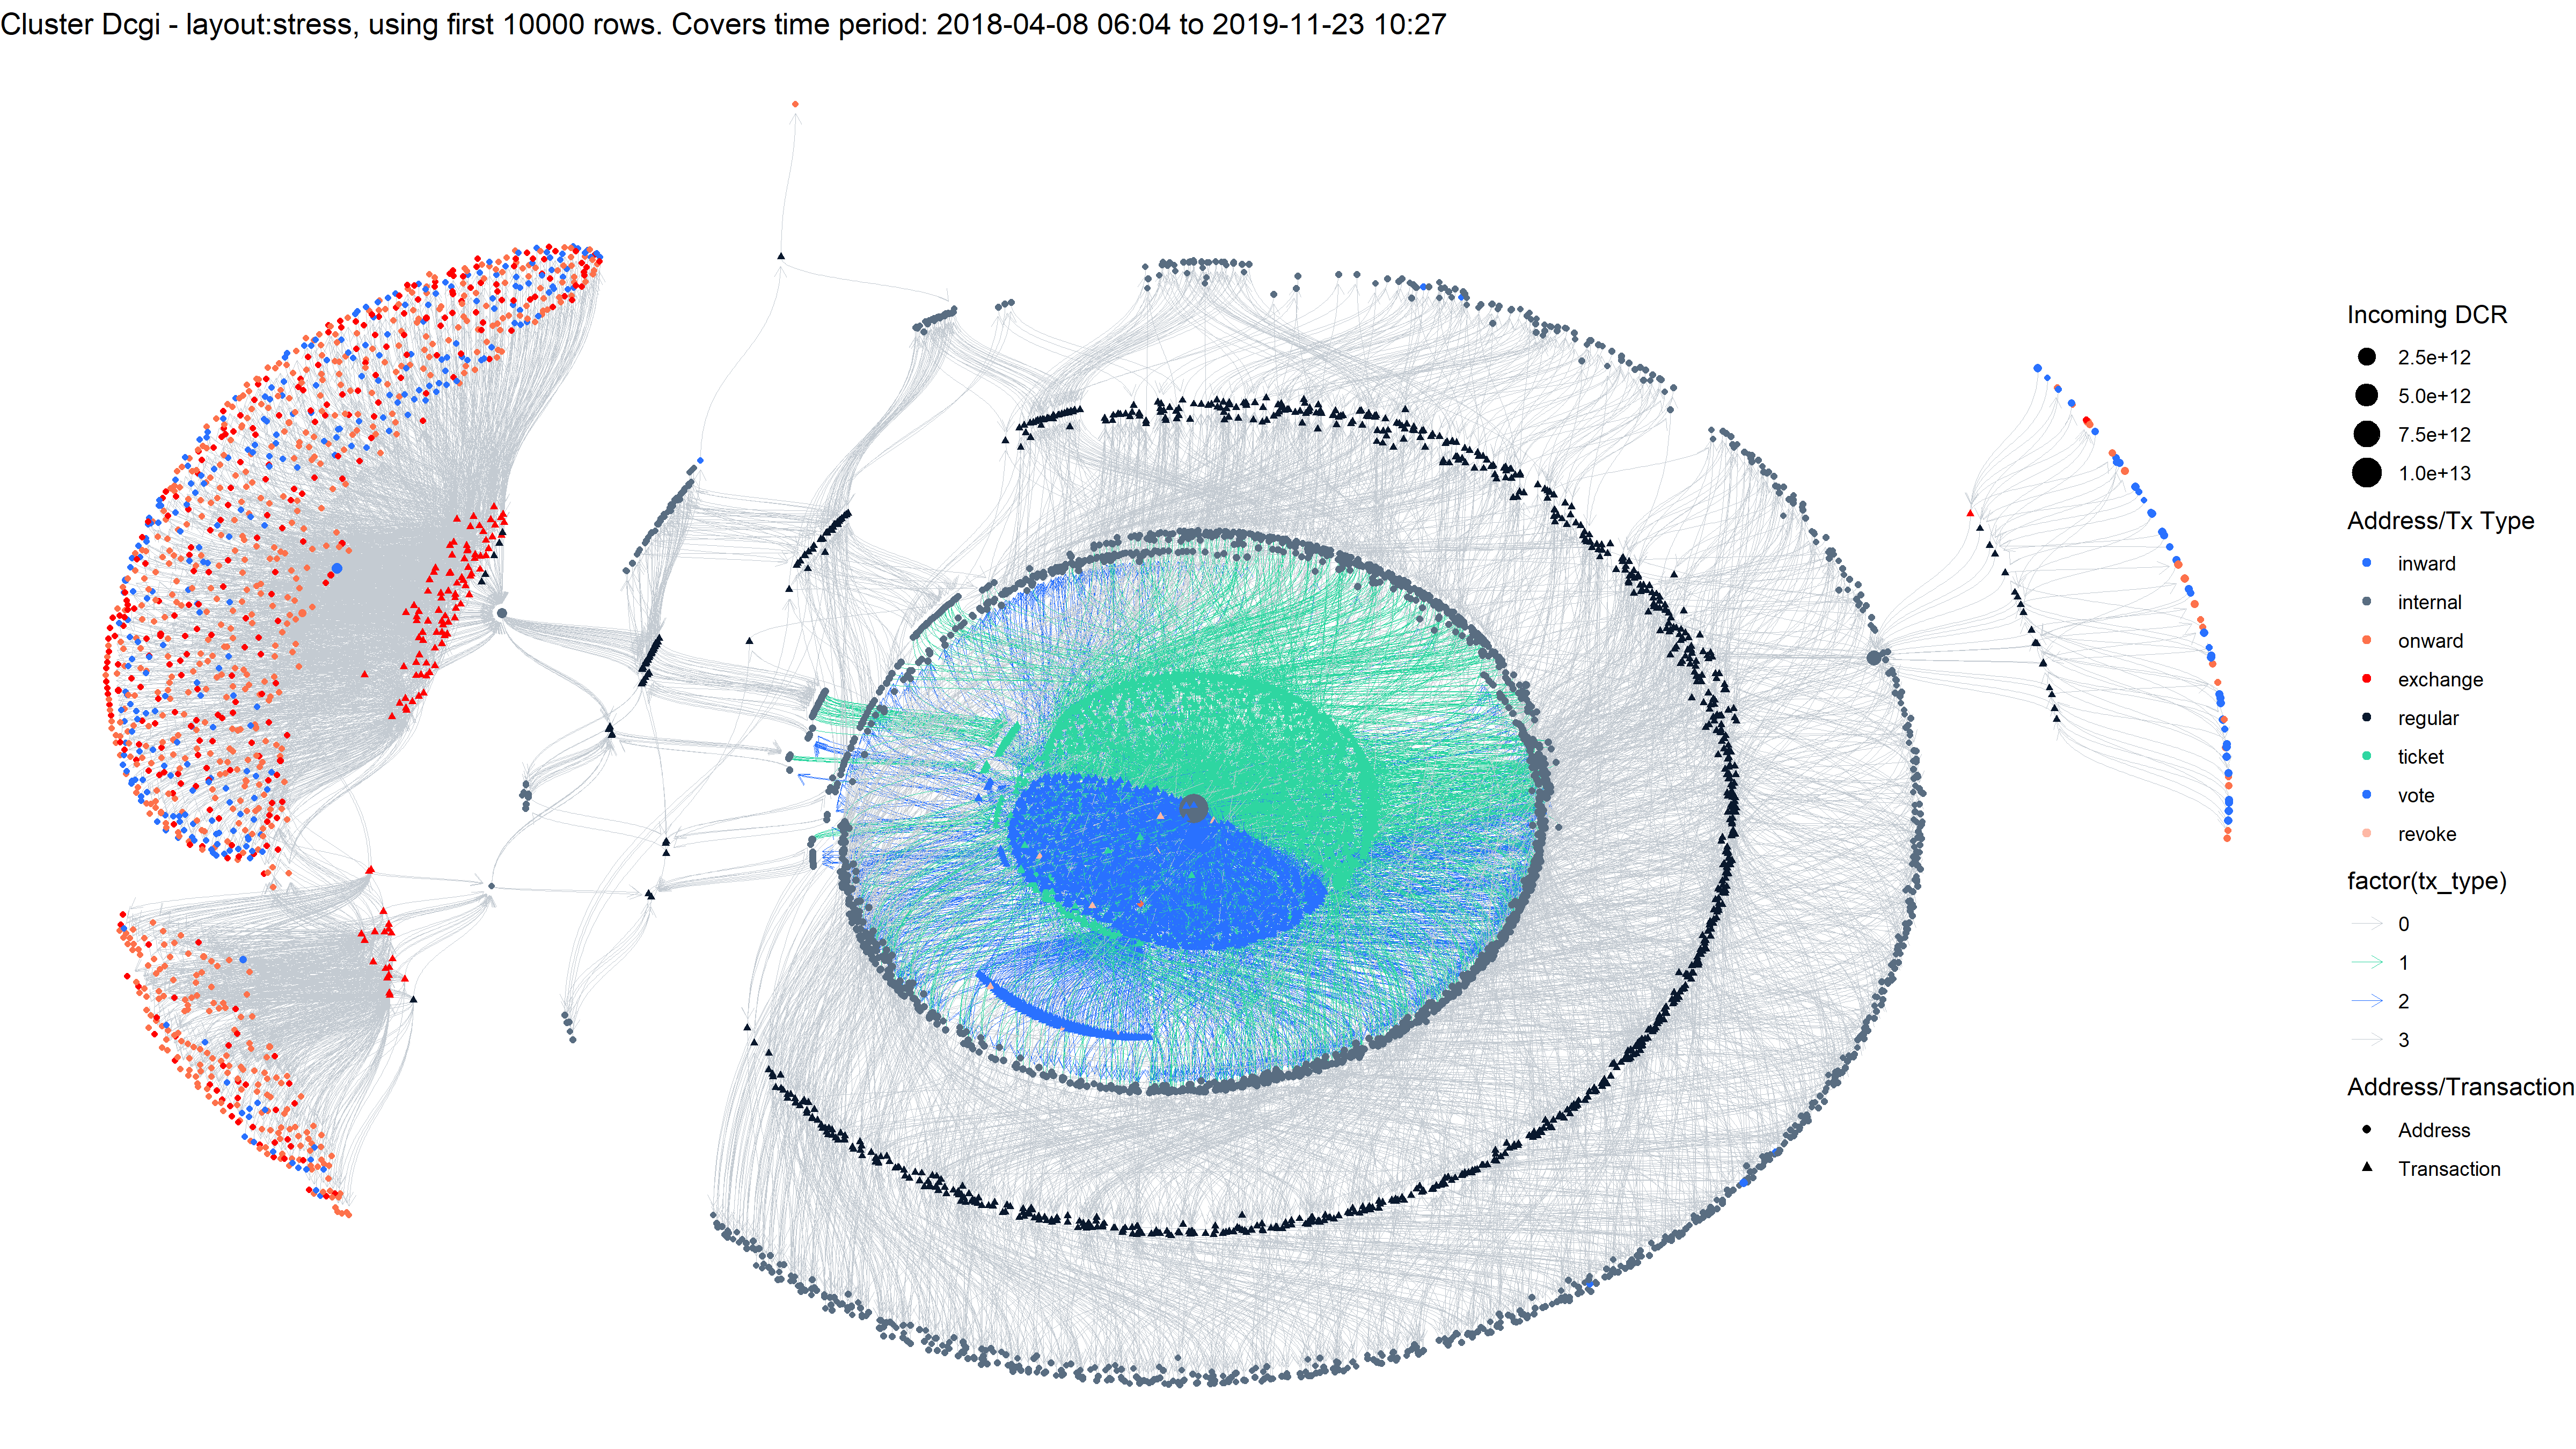 Cluster Dcgi - layout:stress, using first 10000 rows. Covers time period: 2018-04-08 06:04 to 2019-11-23 10:27
Incoming DCR
2.5e+12
5.0e+12
7.5e+12
1.0e+13
Address/Tx Type
inward
internal
onward
exchange
regular
ticket
vote
revoke
factor(tx_type)
0
1
2
3
Address/Transaction
Address
Transaction